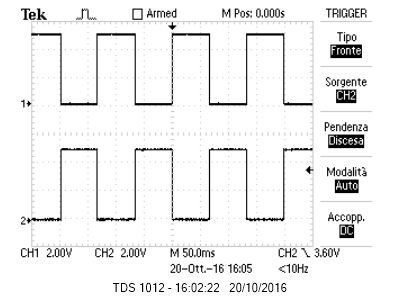 Tek Armed M Pos: 0.000s TRIGGER
Tipo
Fronte
Sorgente
CH2
Pendenza
Discesa
Modalità
Auto
Accopp.
DC
1
2
CH1 2.00V CH2 2.00V M 50.0ms CH2 3.60V
20-Ott.-16 16:05 <10Hz
TDS 1012 - 16:02:22 20/10/2016